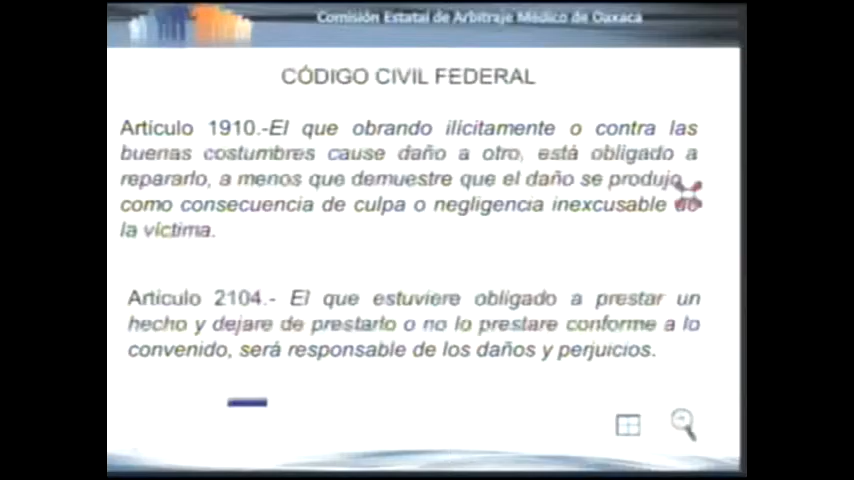 Comisión Estatal de Arbitraje Médico de Oaxaca
CÓDIGO CIVIL FEDERAL
Artículo 1910.-El que obrando ilícitamente o contra las
buenas costumbres cause daño a otro, está obligado a
repararlo, a menos que demuestre que el daño se produjo
como consecuencia de culpa o negligencia inexcusable de
la víctima.
Artículo 2104.- El que estuviere obligado a prestar un
hecho y dejare de prestarlo o no lo prestare conforme a lo
convenido, será responsable de los daños y perjuicios.